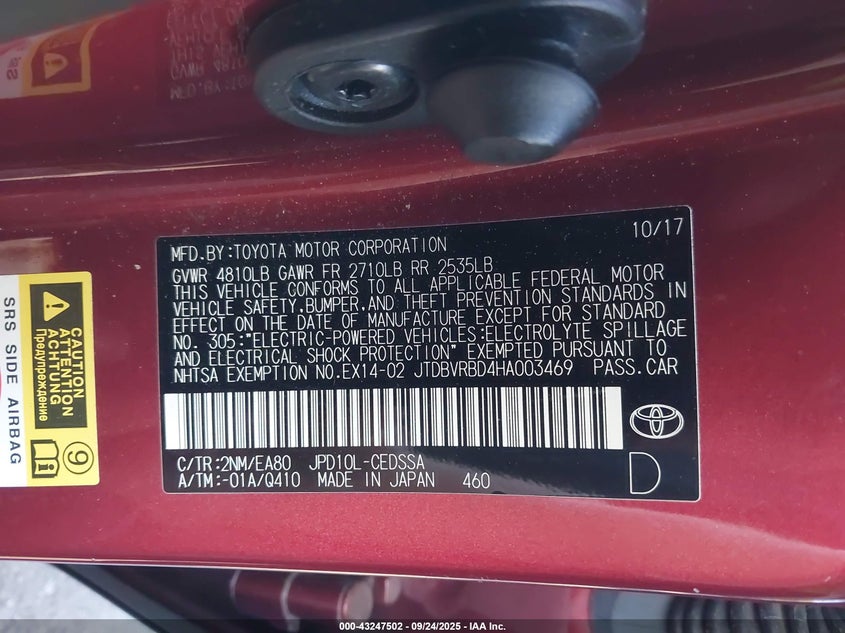 10/17
MFD.BY:TOYOTA MOTOR CORPORATION
GVWR 4810LB GAWR FR 2710LB RR 2535LB
THIS VEHICLE CONFORMS TO ALL APPLICABLE FEDERAL MOTOR
VEHICLE SAFETY,BUMPER,AND THEFT PREVENTION STANDARDS IN
EFFECT ON THE DATE OF MANUFACTURE EXCEPT FOR STANDARD
NO. 305:"ELECTRIC-POWERED VEHICLES:ELECTROLYTE SPILLAGE
AND ELECTRICAL SHOCK PROTECTION" EXEMPTED PURSUANT TO
NHTSA EXEMPTION NO.EX14-02 JTDBVRBD4HA003469 PASS.CAR
C/TR:2NM/EA80 JPD10L-CEDSSA
A/TM:-01A/Q410 MADE IN JAPAN 460
D
CAUTION
ATTENTION
ACHTUNG
Предупреждение
SRS SIDE AIRBAG
9
000-43247502 - 09/24/2025 - IAA Inc.